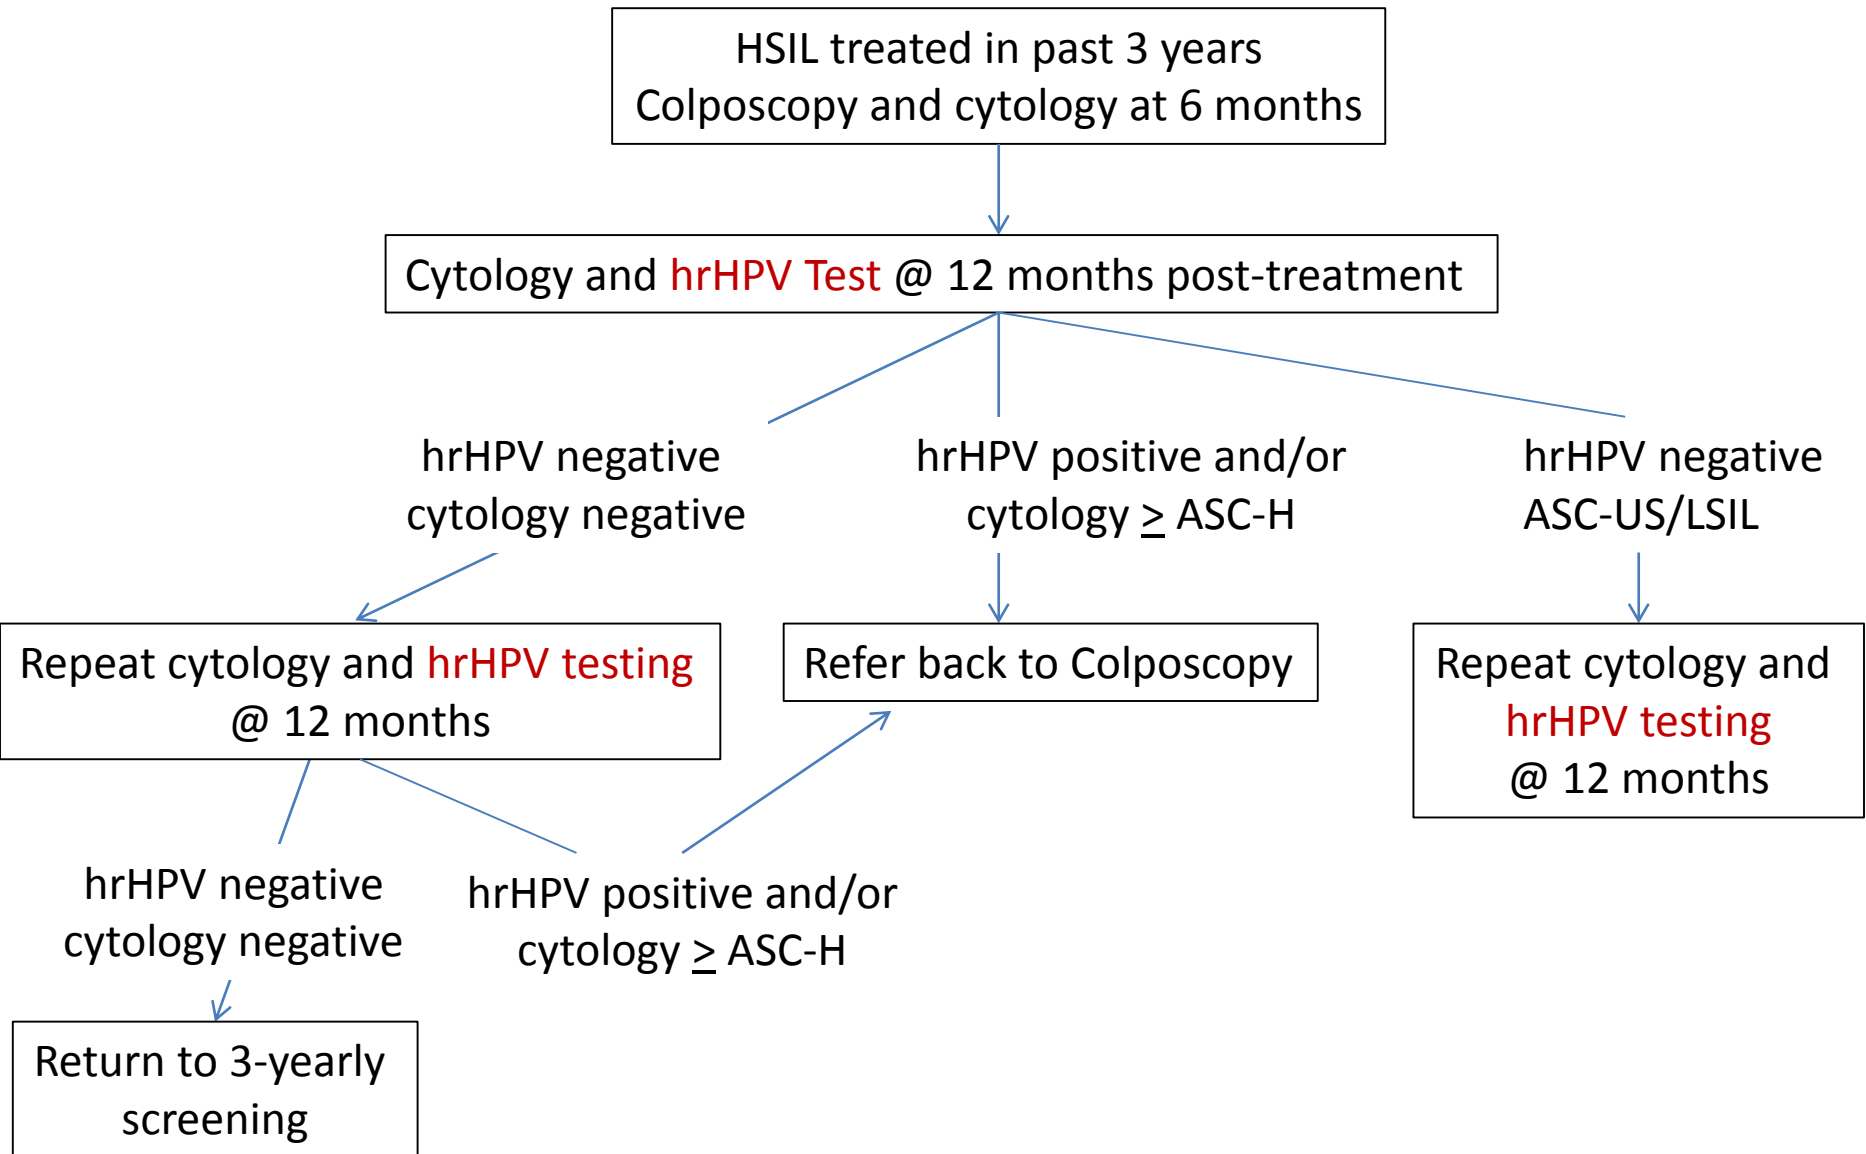 HSIL treated in past 3 years
Colposcopy and cytology at 6 months
Cytology and hrHPV Test @ 12 months post-treatment
hrHPV negative
cytology negative
hrHPV positive and/or
cytology ≥ ASC-H
hrHPV negative
ASC-US/LSIL
Repeat cytology and hrHPV testing
@ 12 months
Refer back to Colposcopy
Repeat cytology and
hrHPV testing
@ 12 months
hrHPV negative
cytology negative
hrHPV positive and/or
cytology ≥ ASC-H
Return to 3-yearly
screening